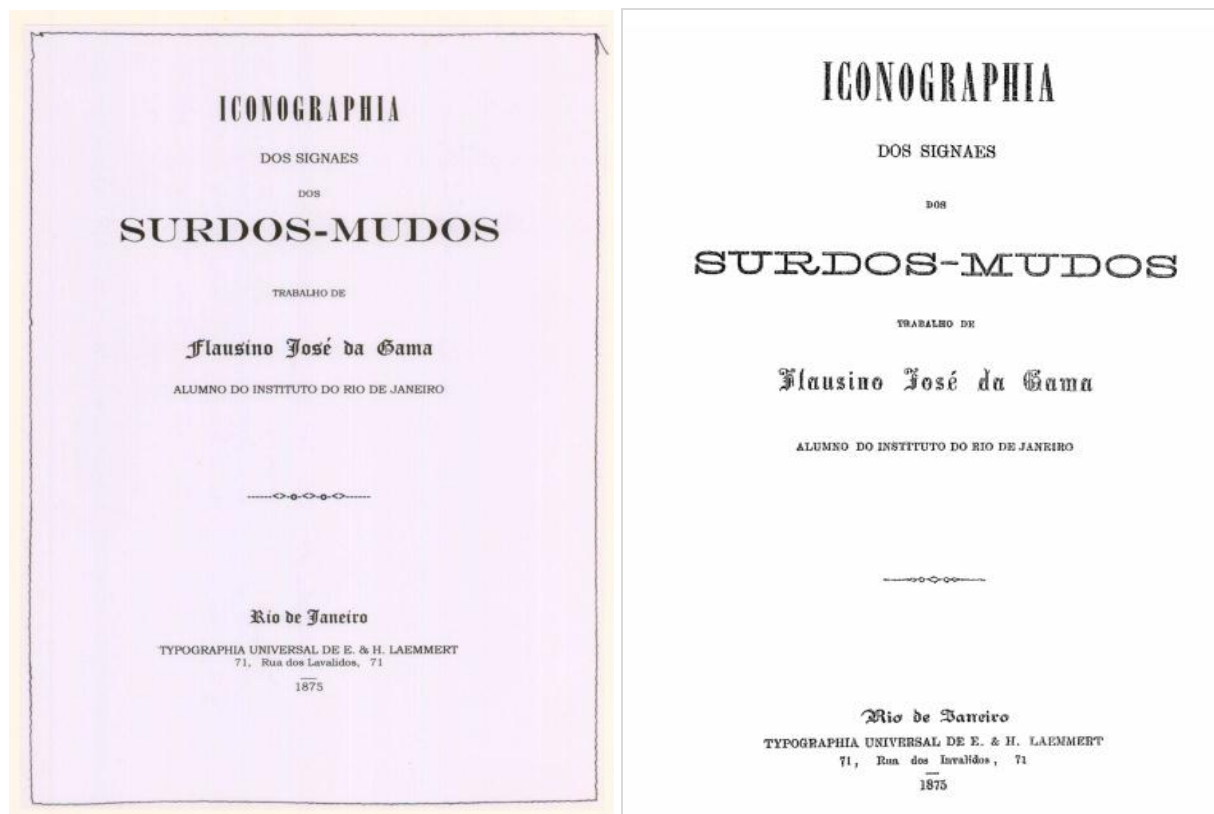 ICONOGRAPHIA
DOS SIGNAES
DOS
SURDOS-MUDOS
TRABALHO DE
Flausino José da Gama
ALUMNO DO INSTITUTO DO RIO DE JANEIRO
Rio de Janeiro
TYPOGRAPHIA UNIVERSAL DE E. & H. LAEMMERT
71, Rua dos Lavalidos, 71
1875
ICONOGRAPHIA
DOS SIGNAES
DOS
SURDOS-MUDOS
TRABALHO DE
Flausino José da Gama
ALUMNO DO INSTITUTO DO RIO DE JANEIRO
Rio de Janeiro
TYPOGRAPHIA UNIVERSAL DE E. & H. LAEMMERT
71, Rua dos Invalidos, 71
1875